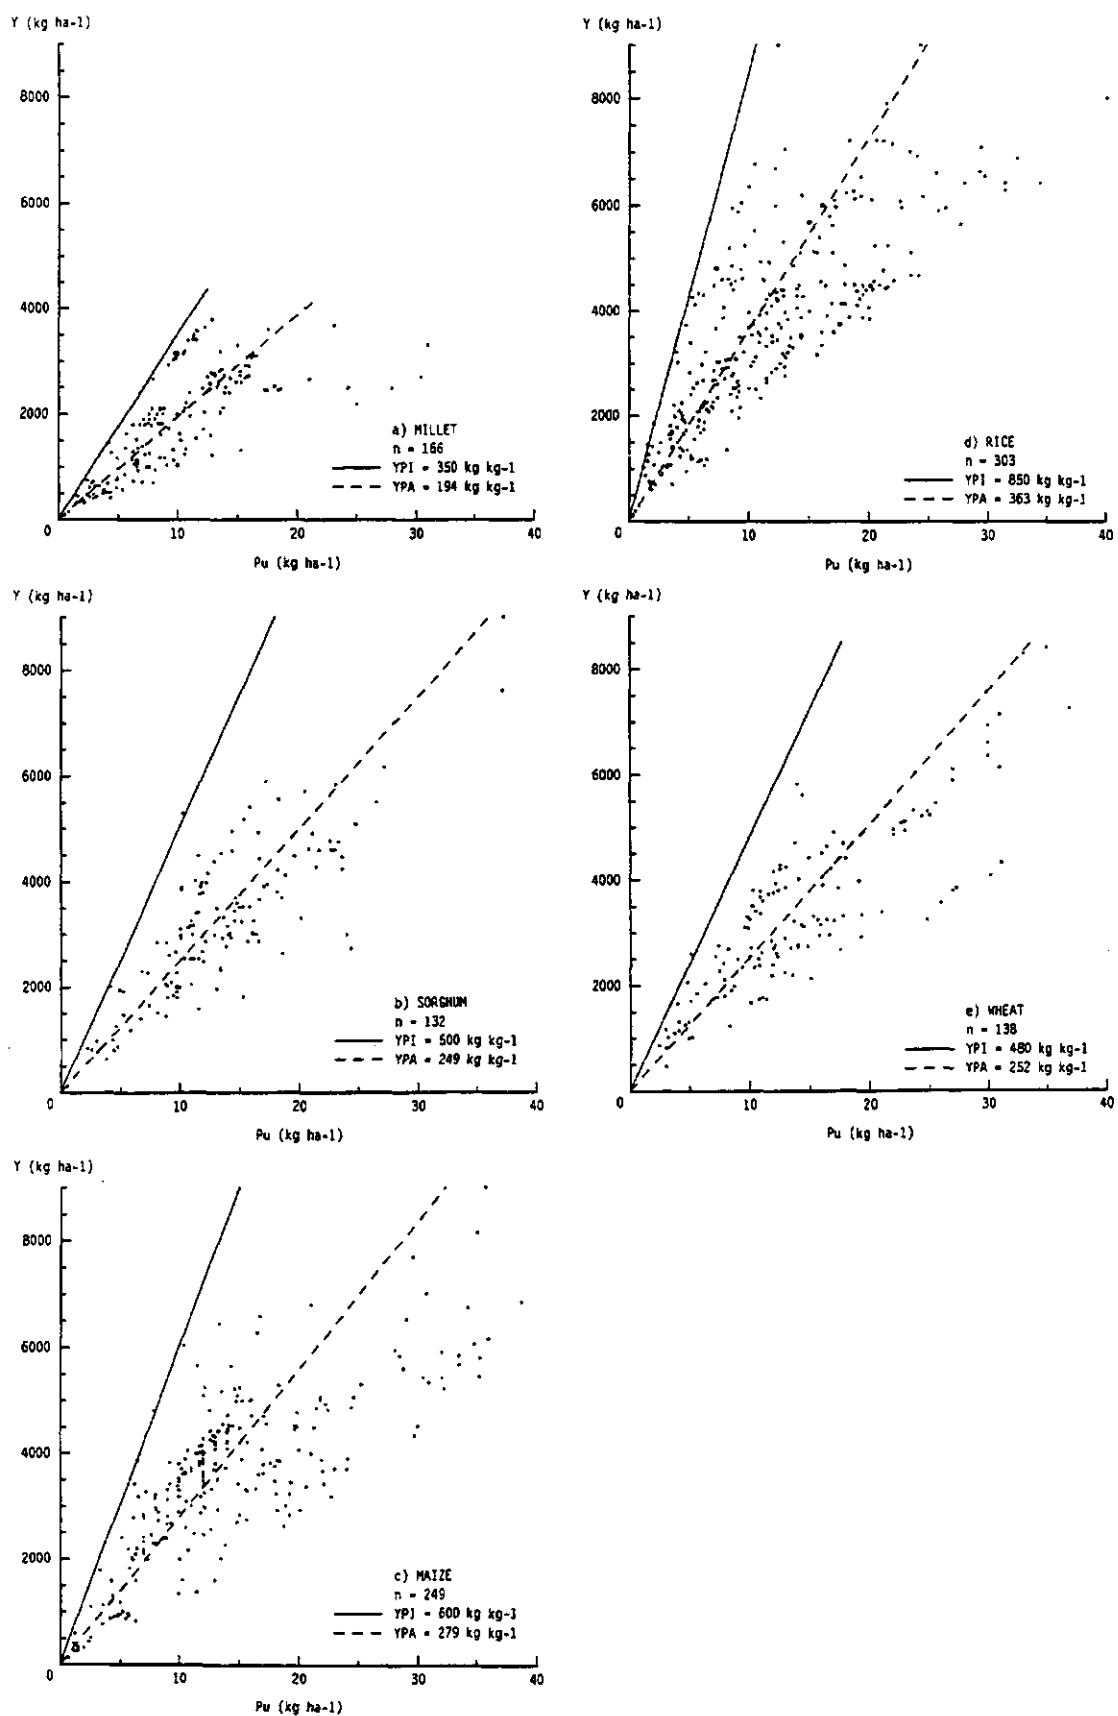 Y (kg ha-1)
8000
6000
4000
2000
0
10
20
30
40
Pu (kg ha-1)
a) MILLET
n = 166
YPI = 350 kg kg-1
YPA = 194 kg kg-1
Y (kg ha-1)
8000
6000
4000
2000
0
10
20
30
40
Pu (kg ha-1)
d) RICE
n = 303
YPI = 850 kg kg-1
YPA = 363 kg kg-1
Y (kg ha-1)
8000
6000
4000
2000
0
10
20
30
40
Pu (kg ha-1)
b) SORGHUM
n = 132
YPI = 500 kg kg-1
YPA = 249 kg kg-1
Y (kg ha-1)
8000
6000
4000
2000
0
10
20
30
40
Pu (kg ha-1)
e) WHEAT
n = 138
YPI = 480 kg kg-1
YPA = 252 kg kg-1
Y (kg ha-1)
8000
6000
4000
2000
0
10
20
30
40
Pu (kg ha-1)
c) MAIZE
n = 249
YPI = 600 kg kg-1
YPA = 279 kg kg-1